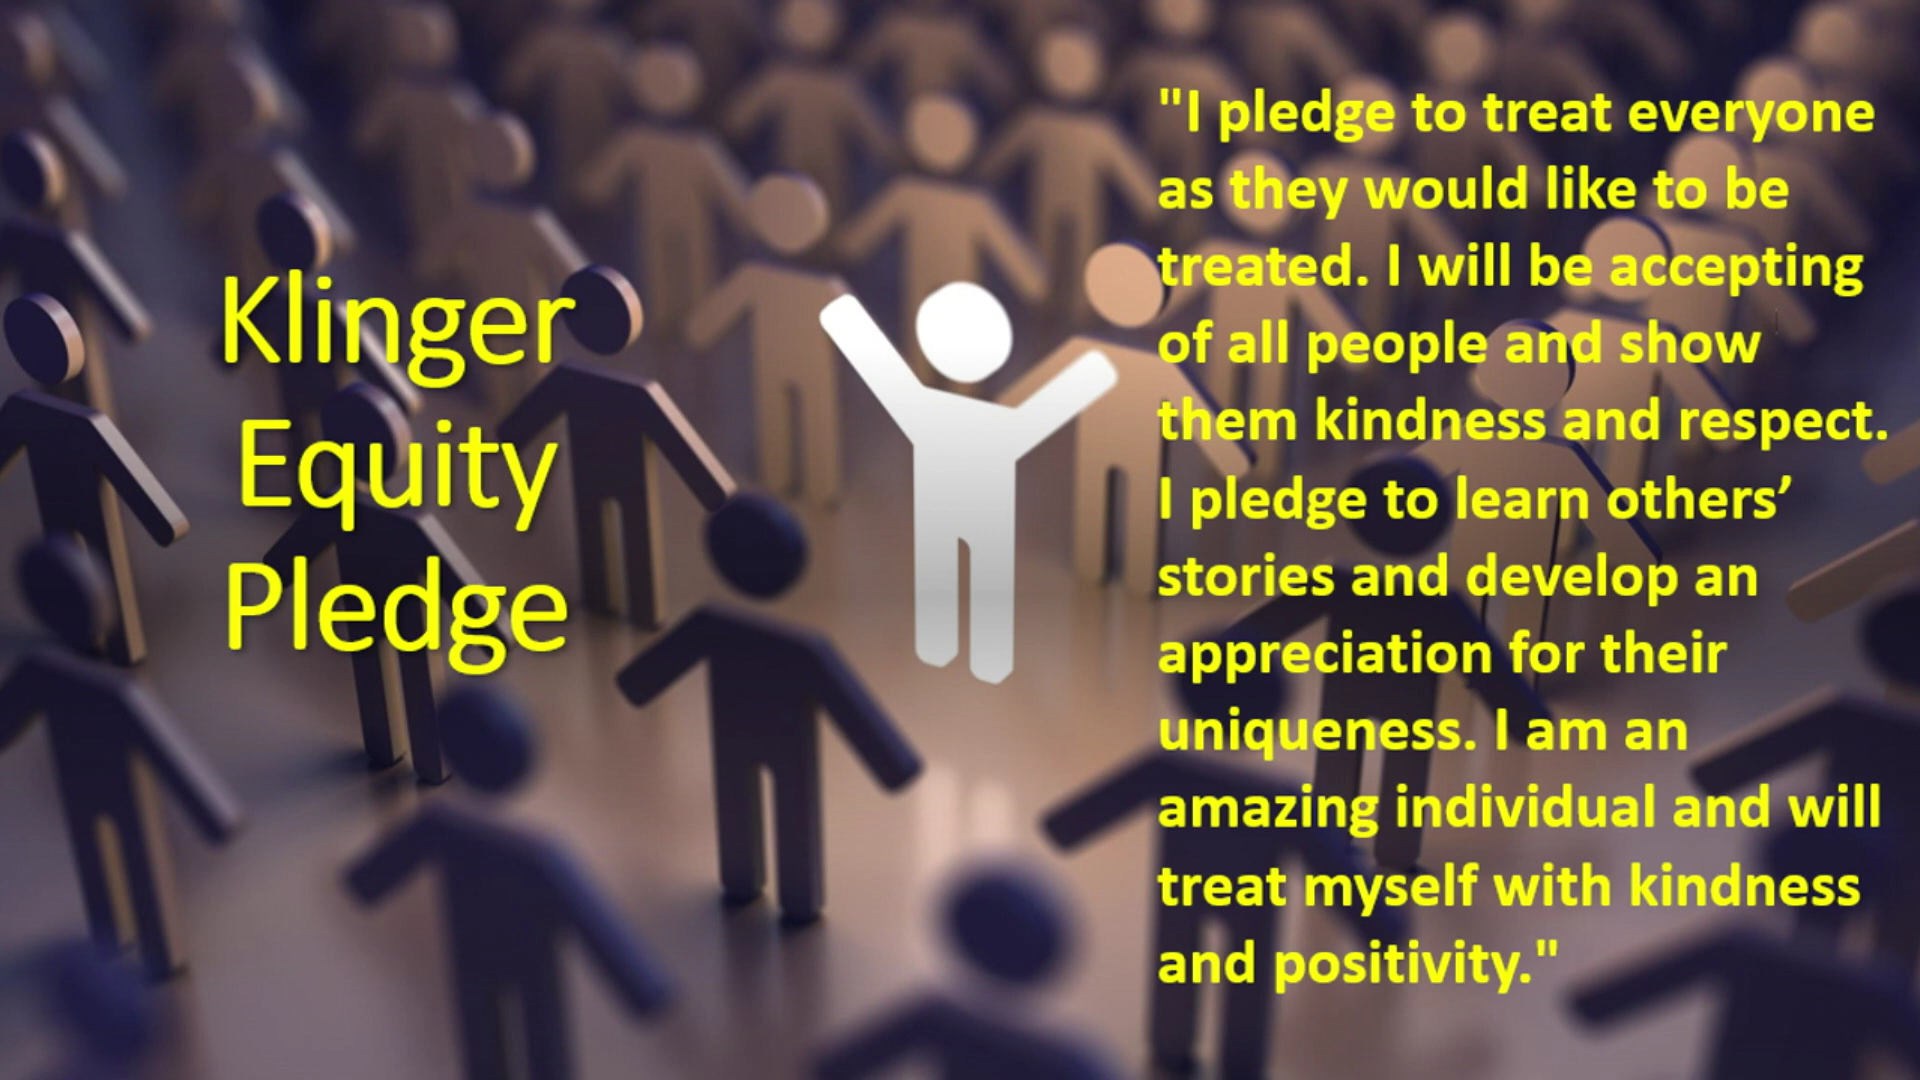 Klinger
Equity
Pledge
"I pledge to treat everyone
as they would like to be
treated. I will be accepting
of all people and show
them kindness and respect.
I pledge to learn others’
stories and develop an
appreciation for their
uniqueness. I am an
amazing individual and will
treat myself with kindness
and positivity."